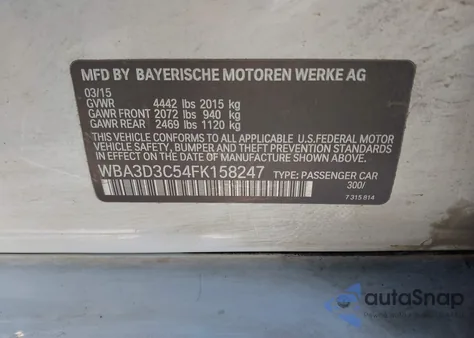 MFD BY BAYERISCHE MOTOREN WERKE AG
03/15
GVWR 4442 lbs 2015 kg
GAWR FRONT 2072 lbs 940 kg
GAWR REAR 2469 lbs 1120 kg
THIS VEHICLE CONFORMS TO ALL APPLICABLE U.S. FEDERAL MOTOR
VEHICLE SAFETY, BUMPER AND THEFT PREVENTION STANDARDS
IN EFFECT ON THE DATE OF MANUFACTURE SHOWN ABOVE.
WBA3D3C54FK158247 TYPE: PASSENGER CAR
300/
7 315 814
autoSnap